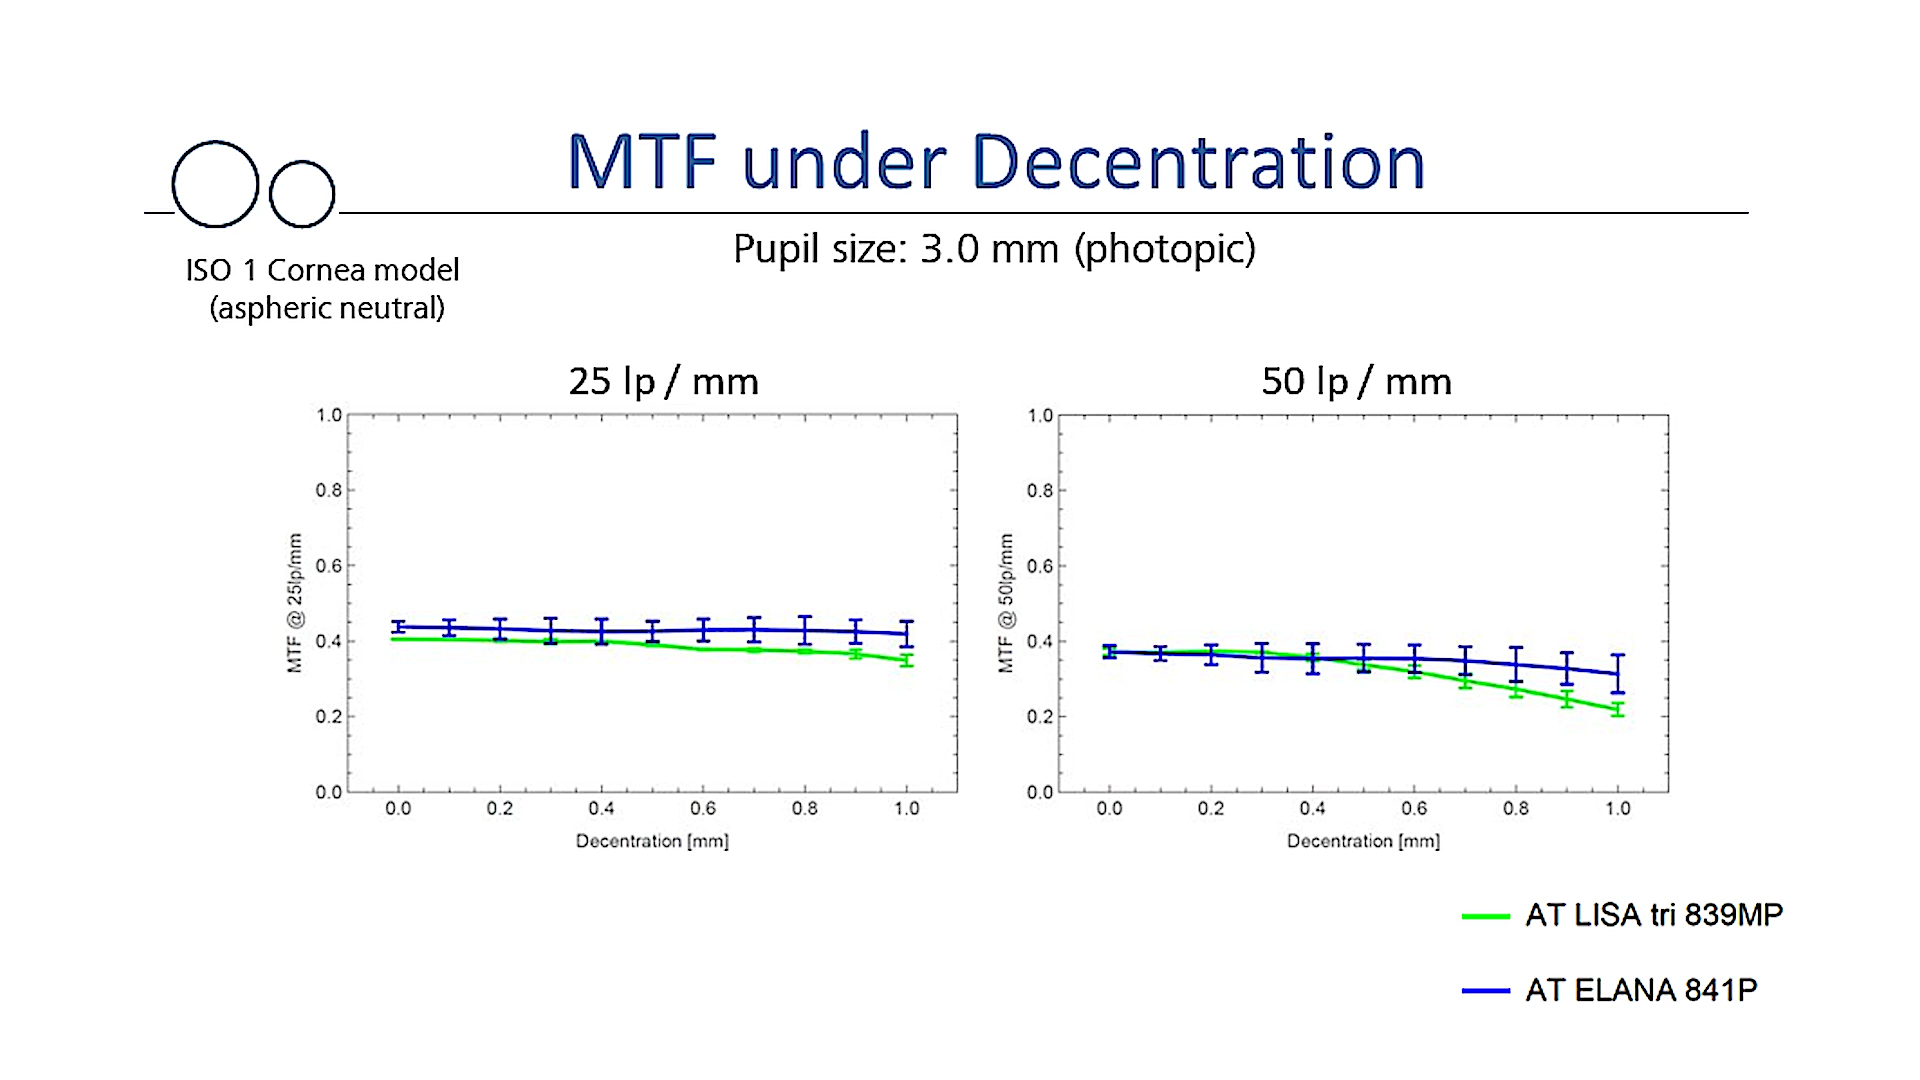 MTF under Decentration
Pupil size: 3.0 mm (photopic)
ISO 1 Cornea model
(aspheric neutral)
25 lp / mm
1.0
0.8
0.6
0.4
0.2
0.0
MTF @ 25lp/mm
0.0 0.2 0.4 0.6 0.8 1.0
Decentration [mm]
50 lp / mm
1.0
0.8
0.6
0.4
0.2
0.0
MTF @ 50lp/mm
0.0 0.2 0.4 0.6 0.8 1.0
Decentration [mm]
AT LISA tri 839MP
AT ELANA 841P